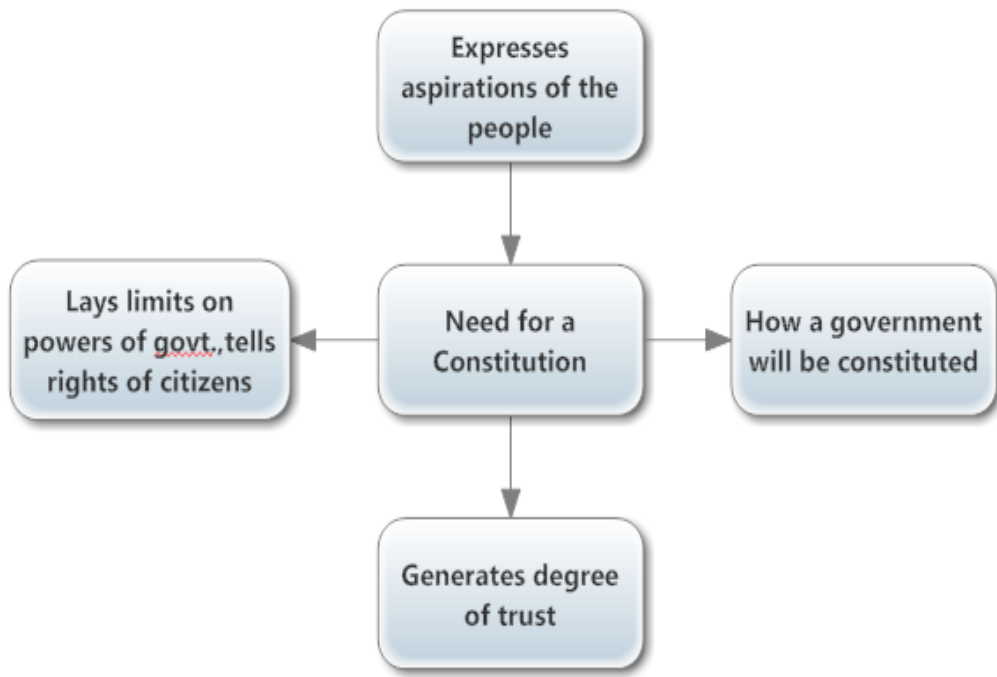 Expresses
aspirations of the
people
Lays limits on
powers of govt.,tells
rights of citizens
Need for a
Constitution
How a government
will be constituted
Generates degree
of trust